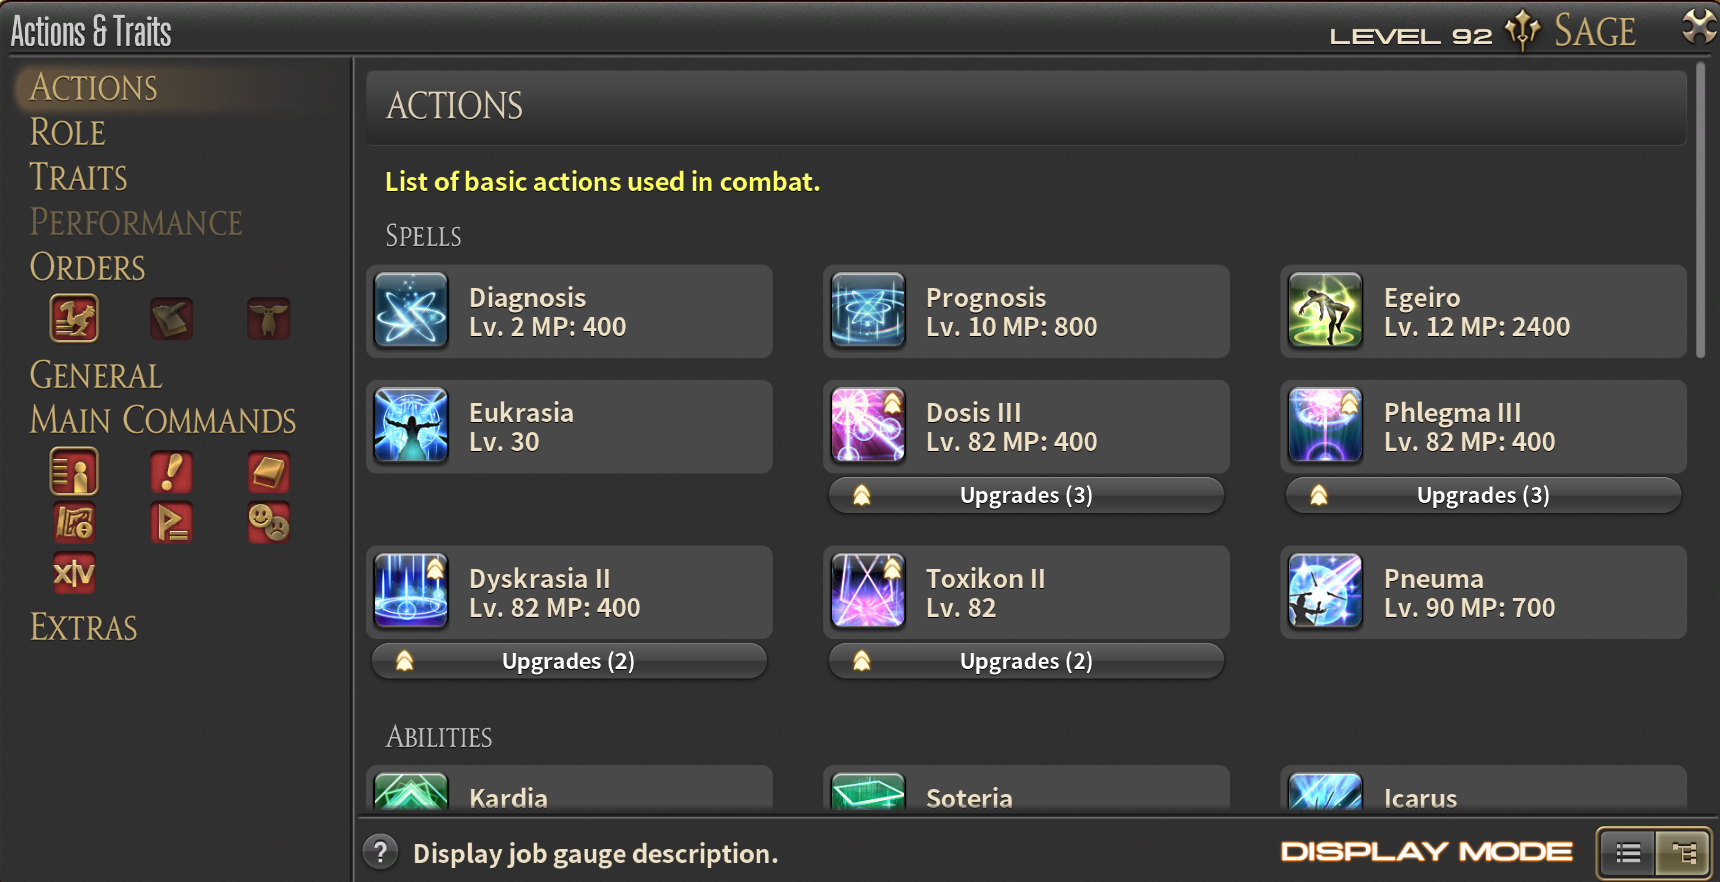 Actions & Traits
LEVEL 92 SAGE
ACTIONS
ROLE
TRAITS
PERFORMANCE
ORDERS
GENERAL
MAIN COMMANDS
XIV
EXTRAS
ACTIONS
List of basic actions used in combat.
SPELLS
Diagnosis
Lv. 2 MP: 400
Prognosis
Lv. 10 MP: 800
Egeiro
Lv. 12 MP: 2400
Eukrasia
Lv. 30
Dosis III
Lv. 82 MP: 400
Upgrades (3)
Phlegma III
Lv. 82 MP: 400
Upgrades (3)
Dyskrasia II
Lv. 82 MP: 400
Upgrades (2)
Toxikon II
Lv. 82
Upgrades (2)
Pneuma
Lv. 90 MP: 700
ABILITIES
Kardia
Soteria
Icarus
? Display job gauge description.
DISPLAY MODE